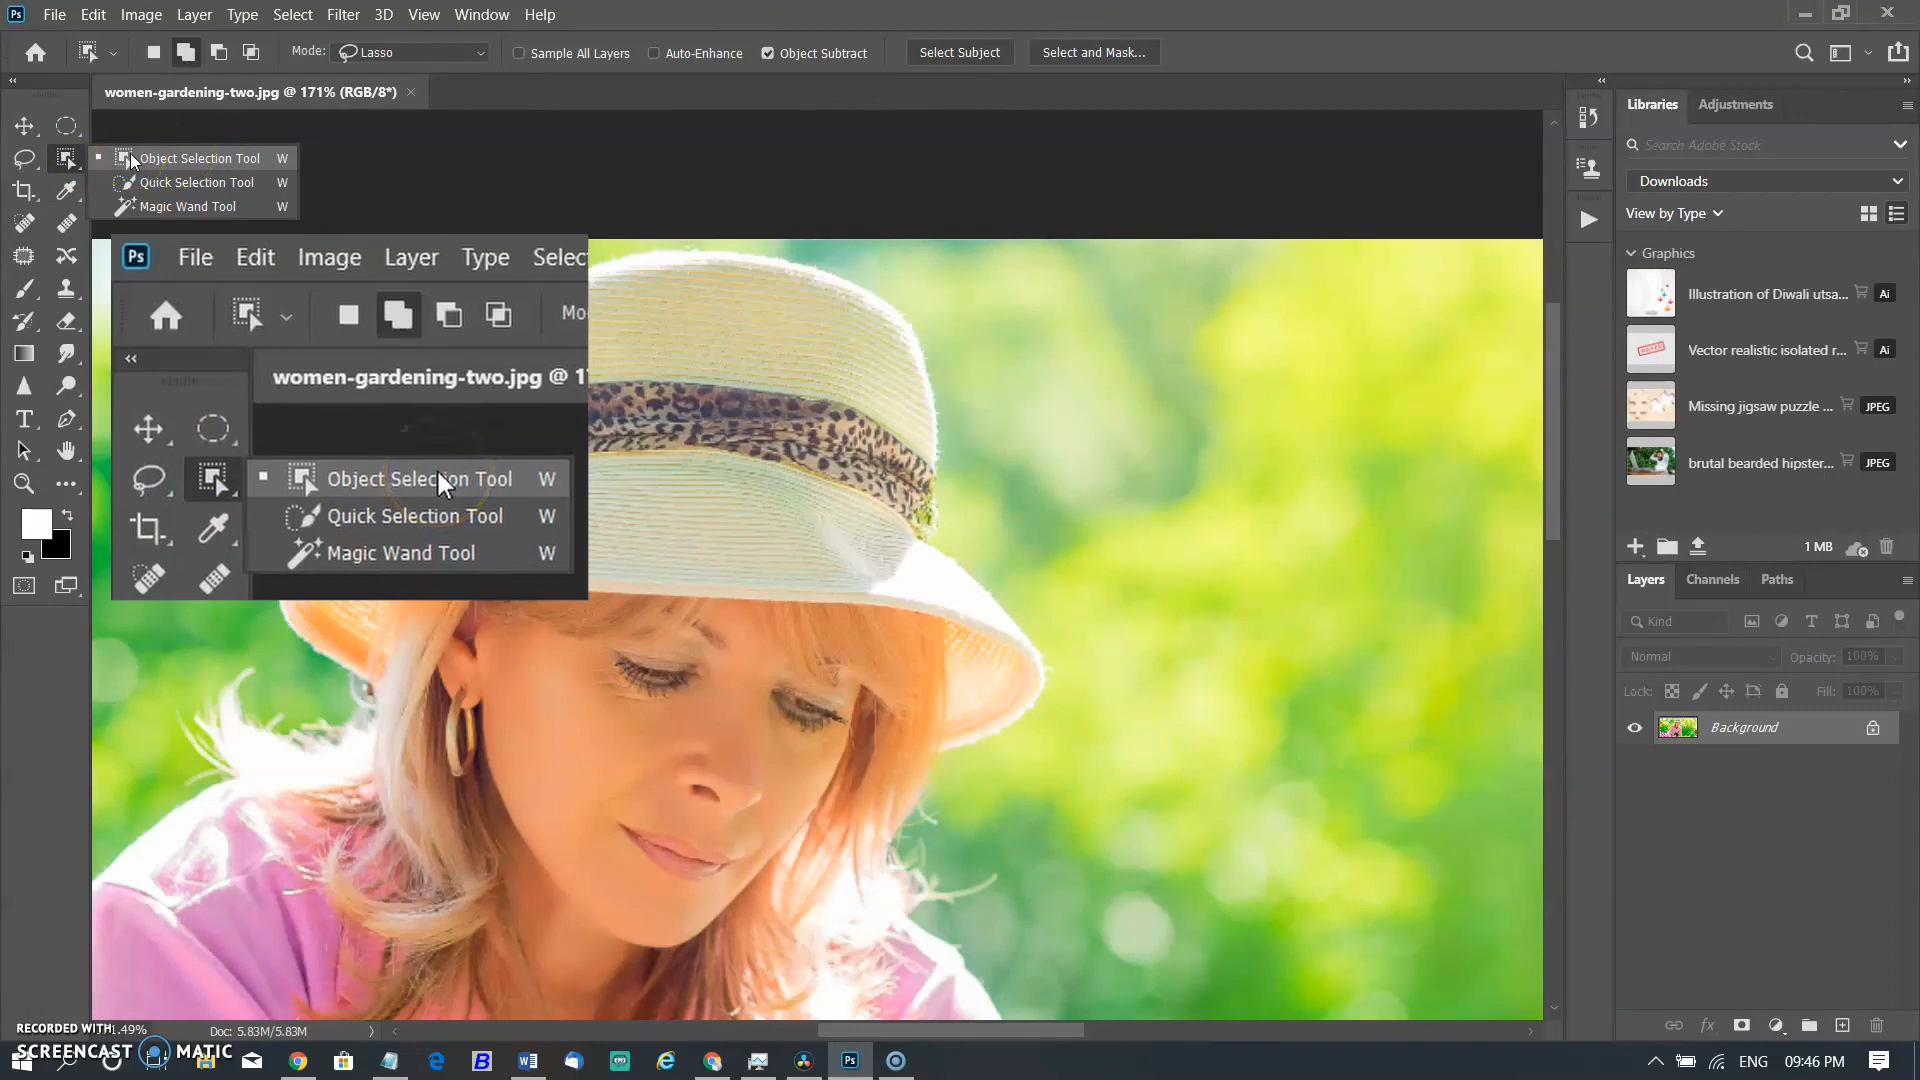 Ps File Edit Image Layer Type Select Filter 3D View Window Help
Mode: Lasso Sample All Layers Auto-Enhance Object Subtract Select Subject Select and Mask...
women-gardening-two.jpg @ 171% (RGB/8*)
Object Selection Tool W
Quick Selection Tool W
Magic Wand Tool W
Ps File Edit Image Layer Type Selec
Mo
women-gardening-two.jpg @ 1
Object Selection Tool W
Quick Selection Tool W
Magic Wand Tool W
Libraries Adjustments
Search Adobe Stock
Downloads
View by Type
Graphics
Illustration of Diwali utsa... Ai
Vector realistic isolated r... Ai
Missing jigsaw puzzle ... JPEG
brutal bearded hipster... JPEG
1 MB
Layers Channels Paths
Kind
Normal Opacity: 100%
Lock: Fill: 100%
Background
fx
1.49% Doc: 5.83M/5.83M
RECORDED WITH
SCREENCAST MATIC
Ps
ENG 09:46 PM